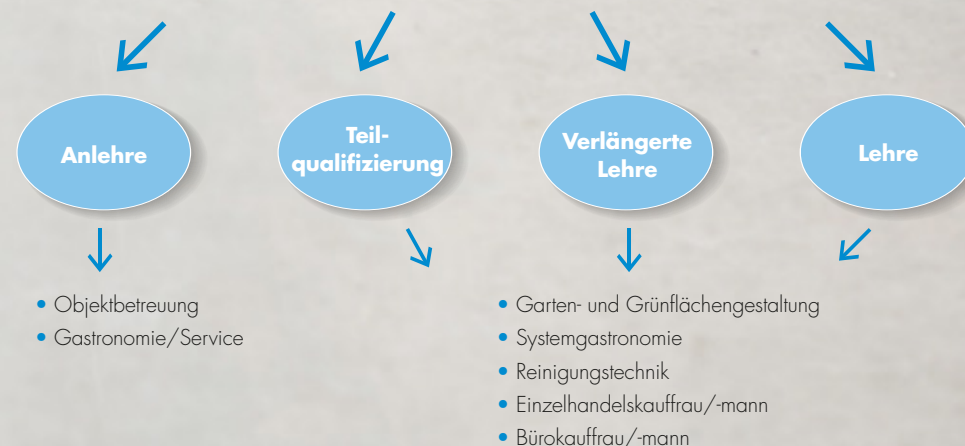 Anlehre
Teil-
qualifizierung
Verlängerte
Lehre
Lehre
• Objektbetreuung
• Gastronomie/Service
• Garten- und Grünflächengestaltung
• Systemgastronomie
• Reinigungstechnik
• Einzelhandelskauffrau/-mann
• Bürokauffrau/-mann